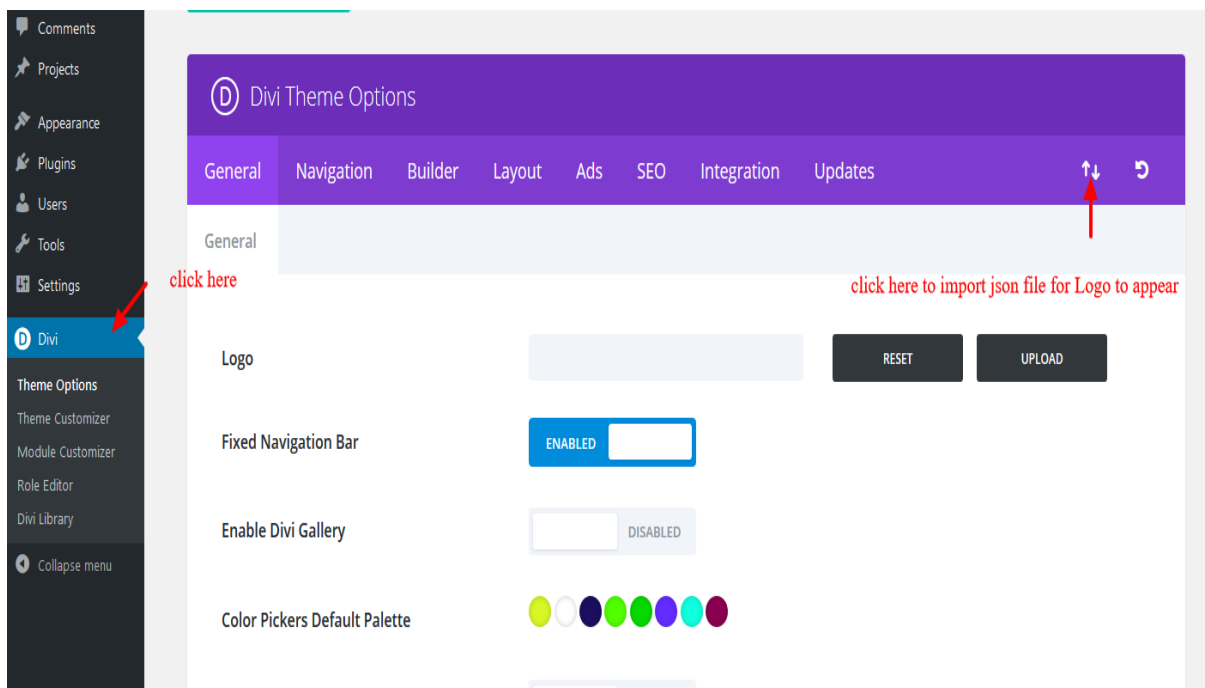 Comments
Projects
Appearance
Plugins
Users
Tools
Settings
Divi
Theme Options
Theme Customizer
Module Customizer
Role Editor
Divi Library
Collapse menu
D Divi Theme Options
General Navigation Builder Layout Ads SEO Integration Updates
General
click here
click here to import json file for Logo to appear
Logo RESET UPLOAD
Fixed Navigation Bar ENABLED
Enable Divi Gallery DISABLED
Color Pickers Default Palette